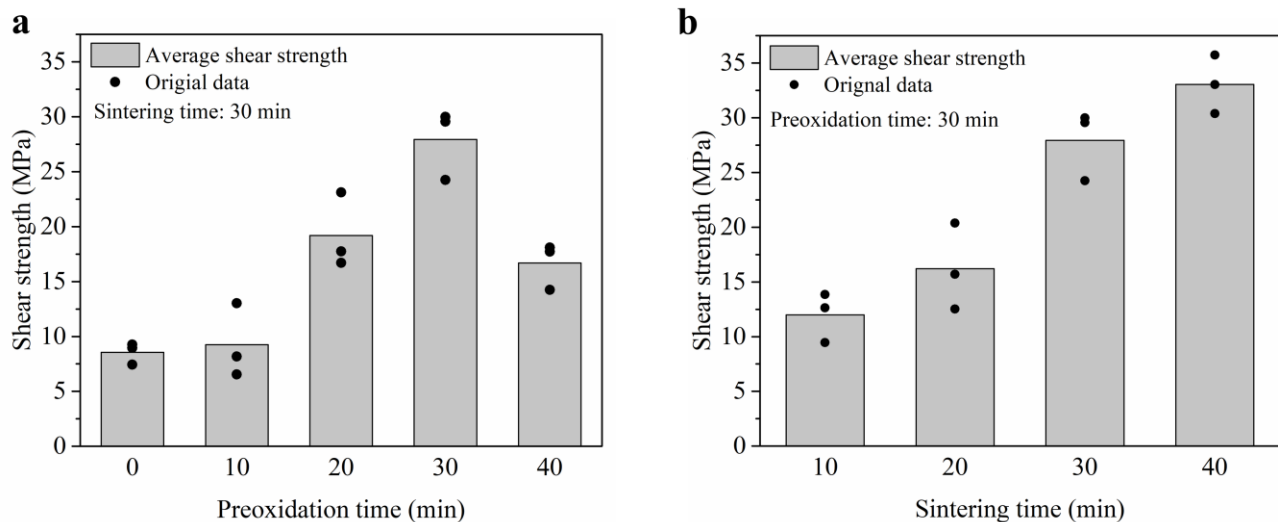 a
Average shear strength
Origial data
Sintering time: 30 min
Shear strength (MPa)
35
30
25
20
15
10
5
0
0 10 20 30 40
Preoxidation time (min)
b
Average shear strength
Orignal data
Preoxidation time: 30 min
Shear strength (MPa)
35
30
25
20
15
10
5
0
10 20 30 40
Sintering time (min)